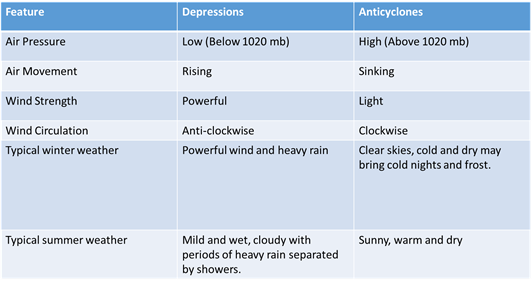 Feature Depressions Anticyclones
Air Pressure Low (Below 1020 mb) High (Above 1020 mb)
Air Movement Rising Sinking
Wind Strength Powerful Light
Wind Circulation Anti-clockwise Clockwise
Typical winter weather Powerful wind and heavy rain Clear skies, cold and dry may
bring cold nights and frost.
Typical summer weather Mild and wet, cloudy with Sunny, warm and dry
periods of heavy rain separated
by showers.